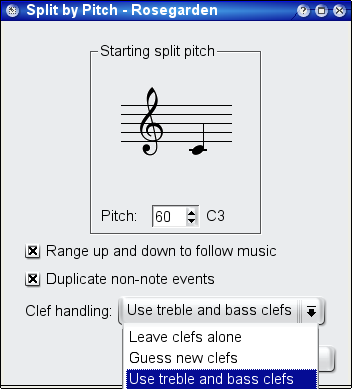 Split by Pitch - Rosegarden
Starting split pitch
Pitch: 60 C3
Range up and down to follow music
Duplicate non-note events
Clef handling: Use treble and bass clefs
Leave clefs alone
Guess new clefs
Use treble and bass clefs